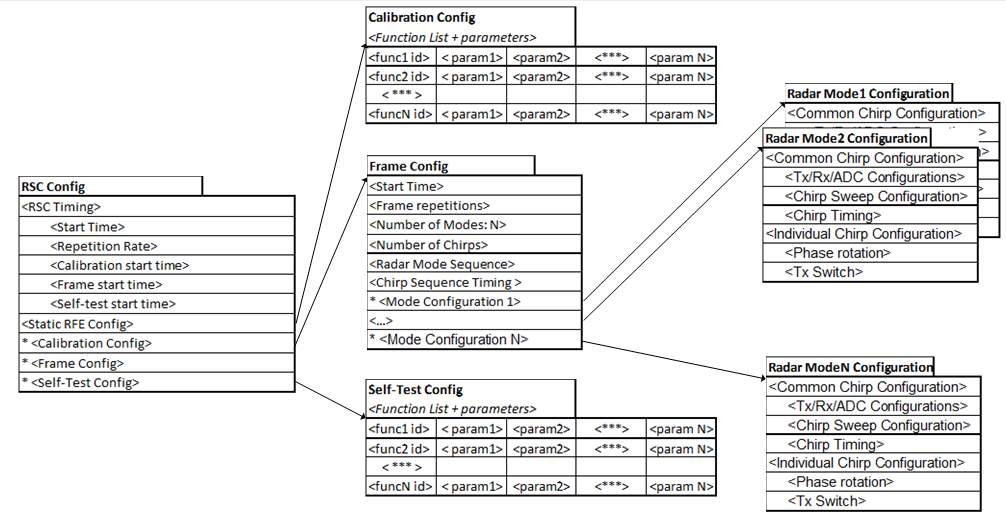 Calibration Config
<Function List + parameters>
<func1 id> < param1> <param2> <***> <param N>
<func2 id> < param1> <param2> <***> <param N>
< *** >
<funcN id> < param1> <param2> <***> <param N>
RSC Config
<RSC Timing>
<Start Time>
<Repetition Rate>
<Calibration start time>
<Frame start time>
<Self-test start time>
<Static RFE Config>
* <Calibration Config>
* <Frame Config>
* <Self-Test Config>
Frame Config
<Start Time>
<Frame repetitions>
<Number of Modes: N>
<Number of Chirps>
<Radar Mode Sequence>
<Chirp Sequence Timing >
* <Mode Configuration 1>
<...>
* <Mode Configuration N>
Self-Test Config
<Function List + parameters>
<func1 id> < param1> <param2> <***> <param N>
<func2 id> < param1> <param2> <***> <param N>
< *** >
<funcN id> < param1> <param2> <***> <param N>
Radar Mode1 Configuration
<Common Chirp Configuration>
Radar Mode2 Configuration
<Common Chirp Configuration>
<Tx/Rx/ADC Configurations>
<Chirp Sweep Configuration>
<Chirp Timing>
<Individual Chirp Configuration>
<Phase rotation>
<Tx Switch>
Radar ModeN Configuration
<Common Chirp Configuration>
<Tx/Rx/ADC Configurations>
<Chirp Sweep Configuration>
<Chirp Timing>
<Individual Chirp Configuration>
<Phase rotation>
<Tx Switch>